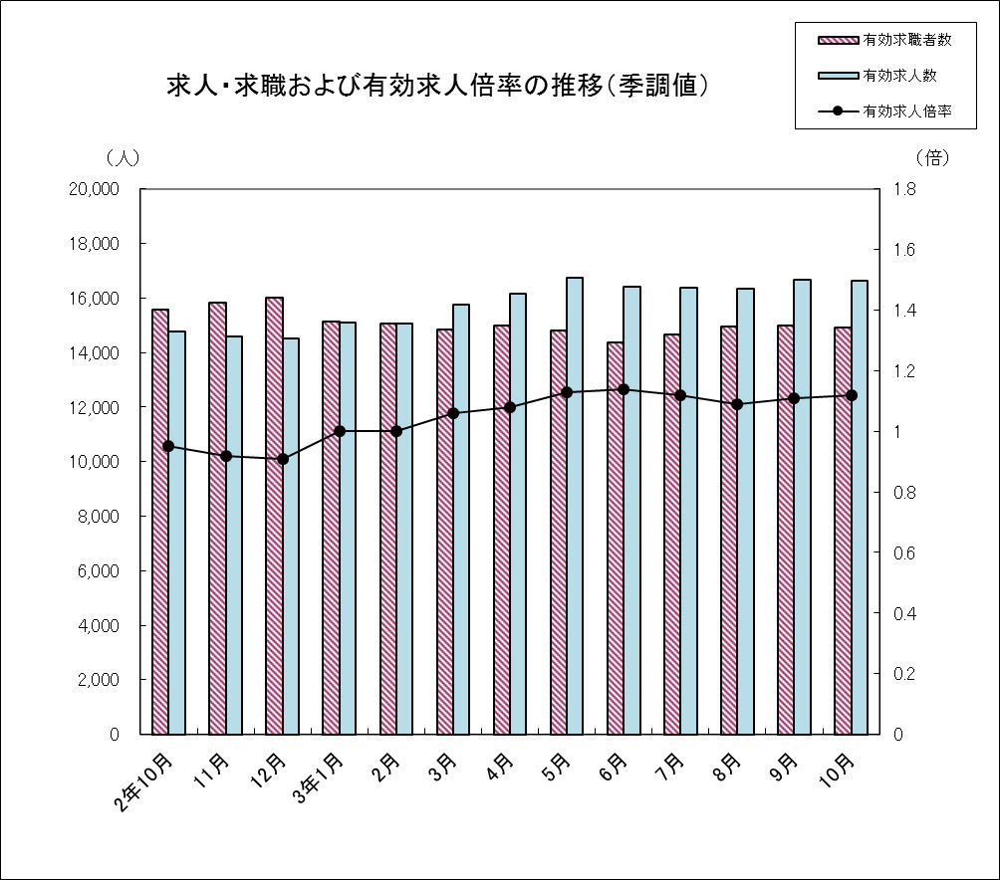 有効求職者数
有効求人数
有効求人倍率
求人・求職および有効求人倍率の推移（季調値）
（人）
（倍）
20,000
18,000
16,000
14,000
12,000
10,000
8,000
6,000
4,000
2,000
0
1.8
1.6
1.4
1.2
1
0.8
0.6
0.4
0.2
0
2年10月
11月
12月
3年1月
2月
3月
4月
5月
6月
7月
8月
9月
10月